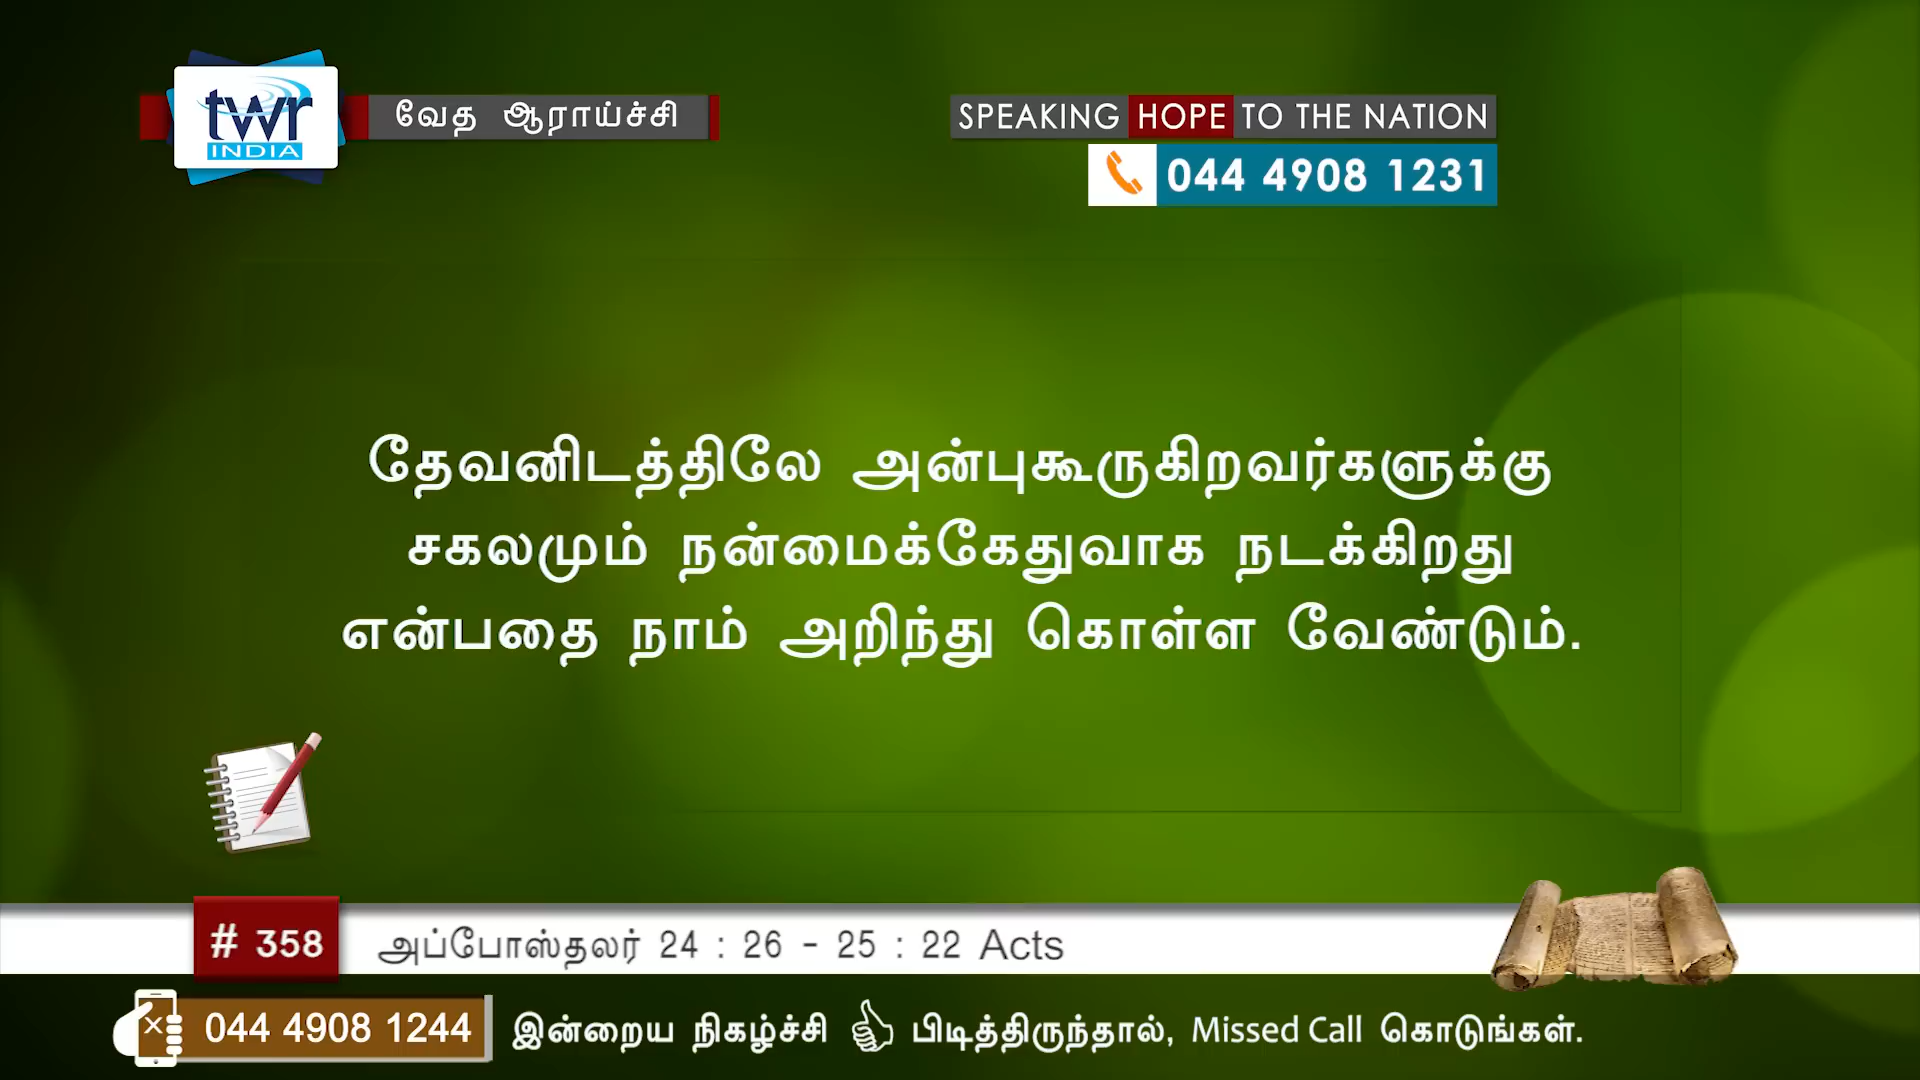 twr
INDIA
வேத ஆராய்ச்சி
SPEAKING HOPE TO THE NATION
044 4908 1231
தேவனிடத்திலே அன்புகூருகிறவர்களுக்கு
சகலமும் நன்மைக்கேதுவாக நடக்கிறது
என்பதை நாம் அறிந்து கொள்ள வேண்டும்.
# 358
அப்போஸ்தலர் 24 : 26 - 25 : 22 Acts
044 4908 1244
இன்றைய நிகழ்ச்சி பிடித்திருந்தால், Missed Call கொடுங்கள்.